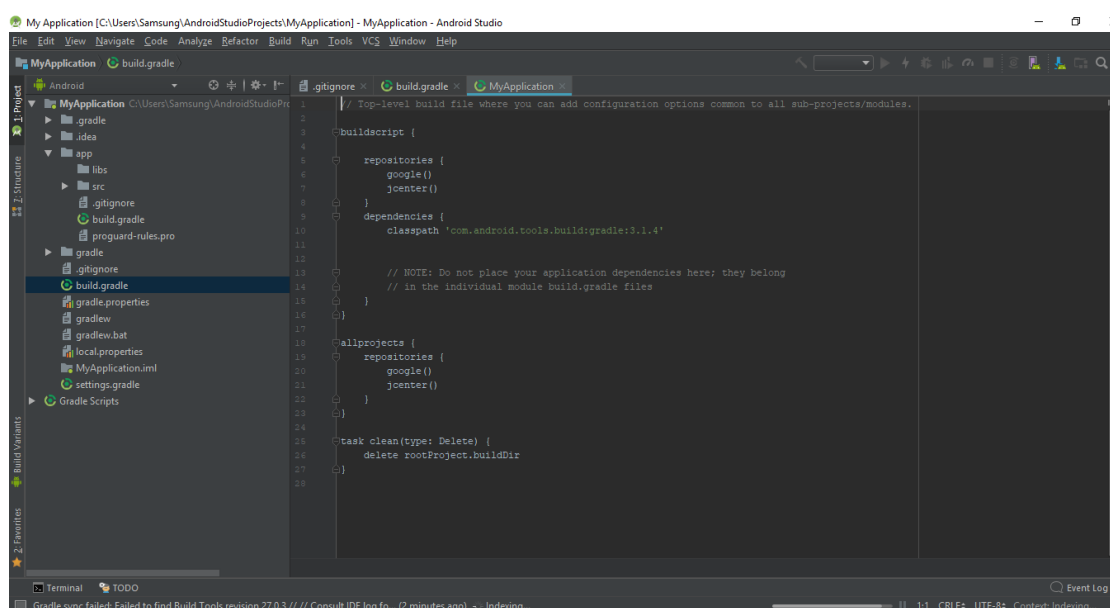 My Application [C:\Users\Samsung\AndroidStudioProjects\MyApplication] - MyApplication - Android Studio
File Edit View Navigate Code Analyze Refactor Build Run Tools VCS Window Help
MyApplication build.gradle
Android
.gitignore build.gradle MyApplication
1: Project
Z: Structure
Build Variants
2: Favorites
MyApplication C:\Users\Samsung\AndroidStudioPro
.gradle
.idea
app
libs
src
.gitignore
build.gradle
proguard-rules.pro
gradle
.gitignore
build.gradle
gradle.properties
gradlew
gradlew.bat
local.properties
MyApplication.iml
settings.gradle
Gradle Scripts
1 // Top-level build file where you can add configuration options common to all sub-projects/modules.
2
3 buildscript {
4
5 repositories {
6 google()
7 jcenter()
8 }
9 dependencies {
10 classpath 'com.android.tools.build:gradle:3.1.4'
11
12
13 // NOTE: Do not place your application dependencies here; they belong
14 // in the individual module build.gradle files
15 }
16 }
17
18 allprojects {
19 repositories {
20 google()
21 jcenter()
22 }
23 }
24
25 task clean(type: Delete) {
26 delete rootProject.buildDir
27 }
28
Terminal TODO Event Log
Gradle sync failed: Failed to find Build Tools revision 27.0.3 // // Consult IDE log fo... (2 minutes ago) - Indexing... 1:1 CRLF UTF-8 Context: Indexing...